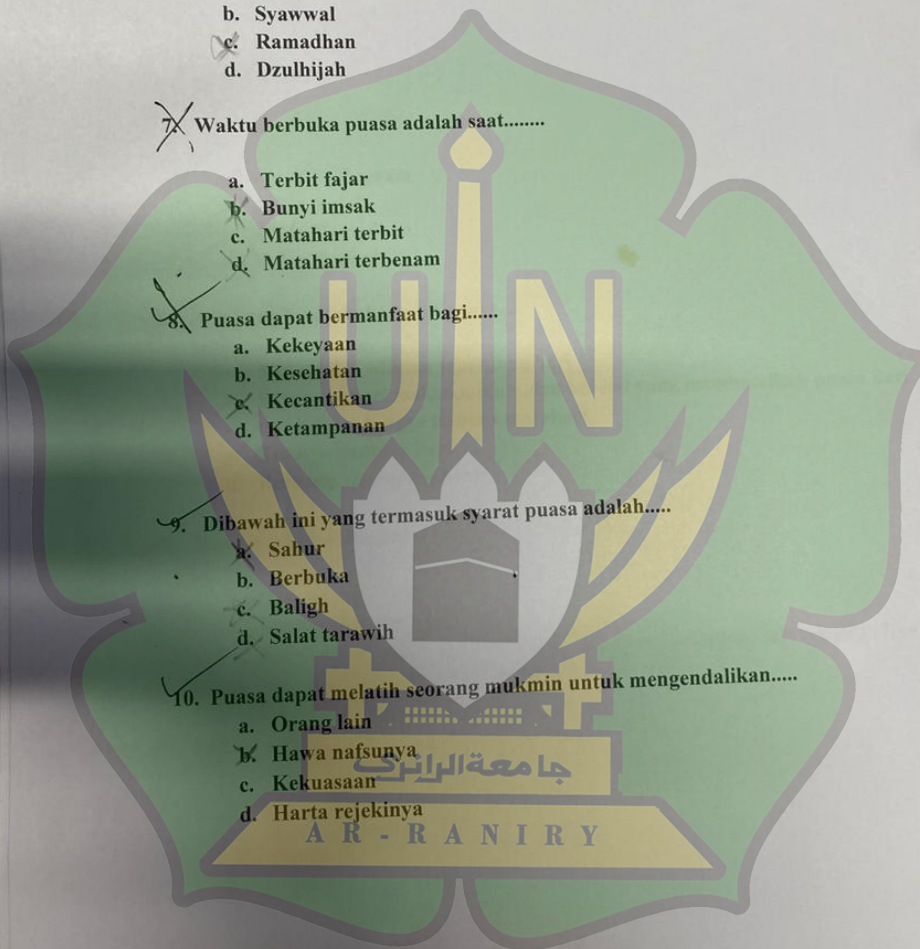 b. Syawwal
c. Ramadhan
d. Dzulhijah
7. Waktu berbuka puasa adalah saat........
a. Terbit fajar
b. Bunyi imsak
c. Matahari terbit
d. Matahari terbenam
8. Puasa dapat bermanfaat bagi......
a. Kekeyaan
b. Kesehatan
c. Kecantikan
d. Ketampanan
9. Dibawah ini yang termasuk syarat puasa adalah.....
a. Sahur
b. Berbuka
c. Baligh
d. Salat tarawih
10. Puasa dapat melatih seorang mukmin untuk mengendalikan.....
a. Orang lain
b. Hawa nafsunya
c. Kekuasaan
d. Harta rejekinya
UIN
جامعة الرانري
AR-RANIRY